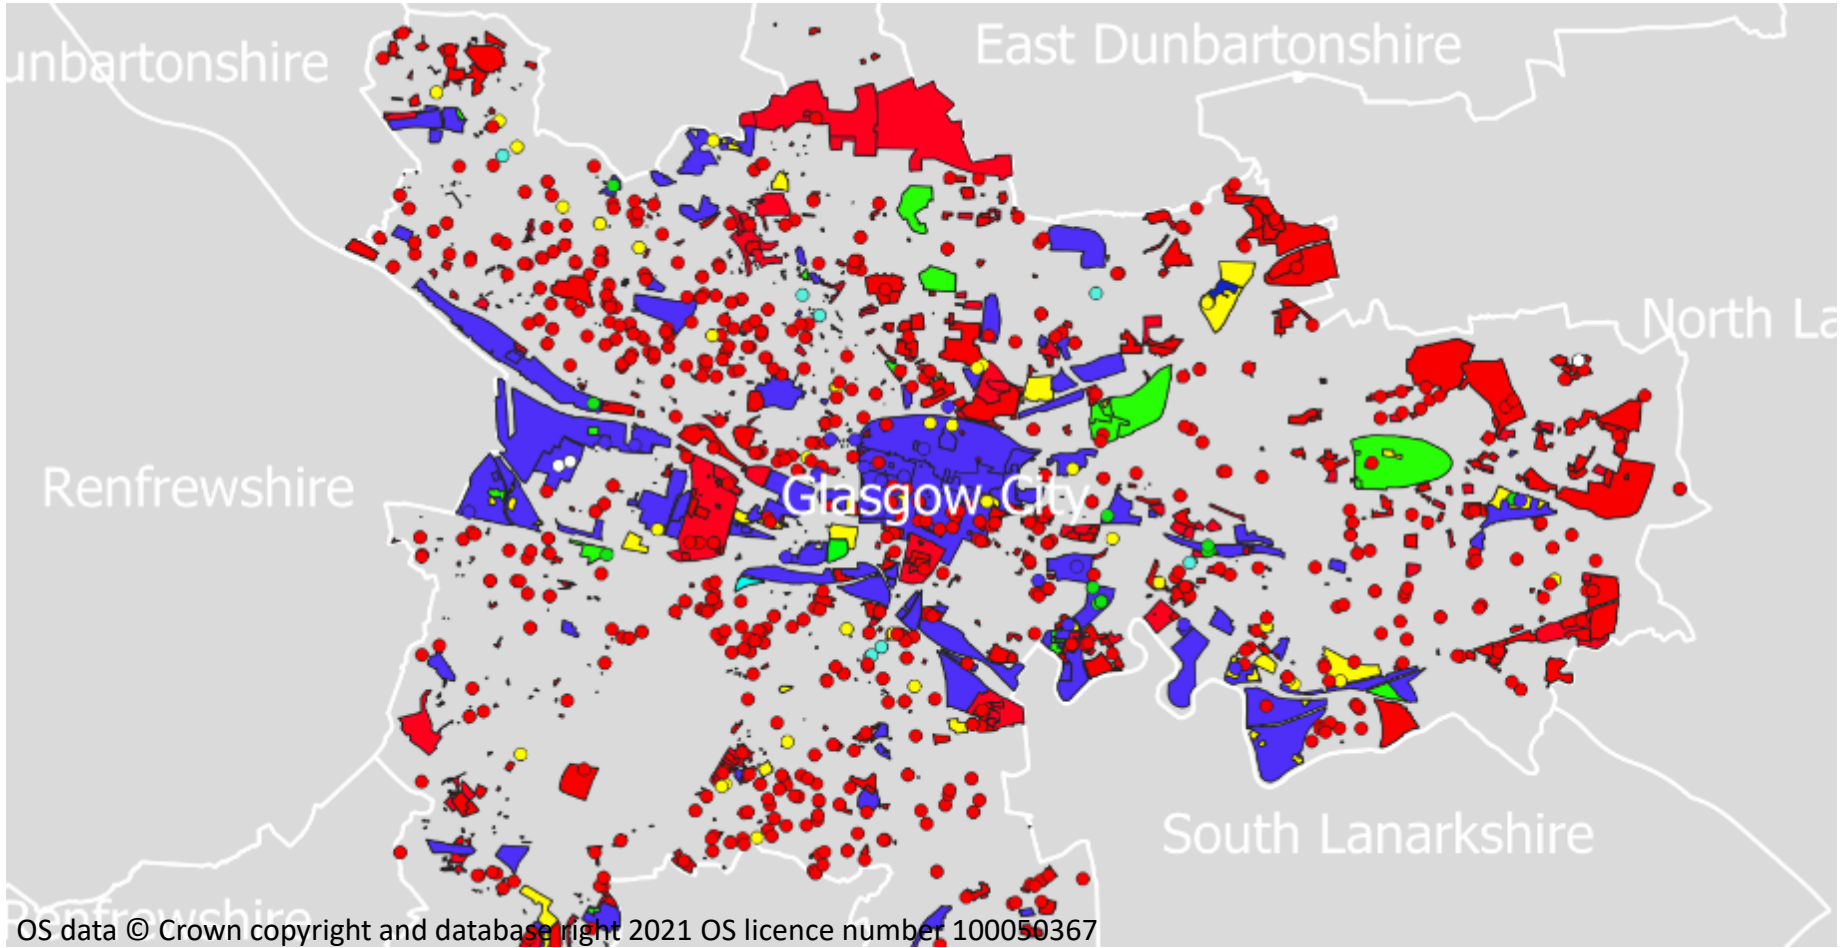 East Dunbartonshire
unbartonshire
North La
Renfrewshire
Glasgow City
South Lanarkshire
Renfrewshire
OS data © Crown copyright and database right 2021 OS licence number 100050367